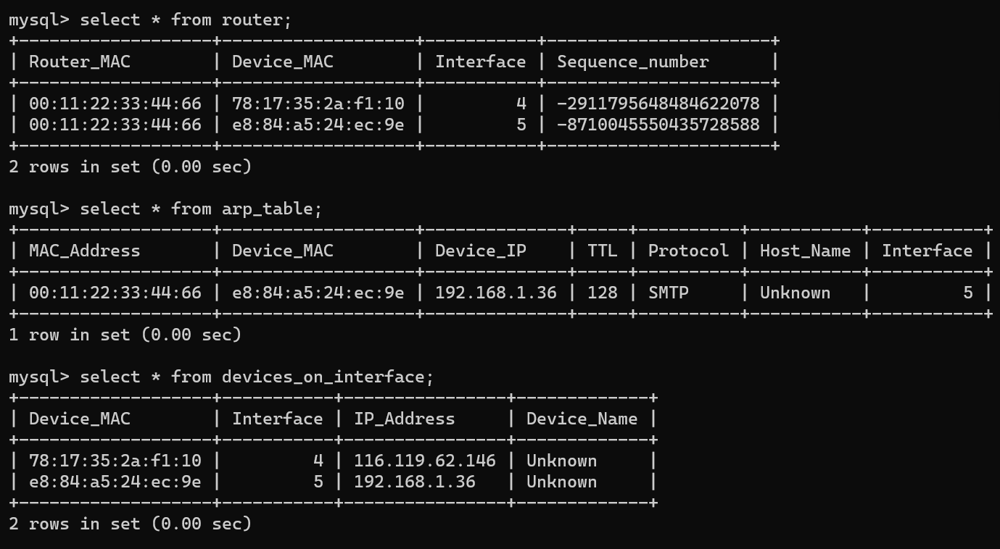 mysql> select * from router;
+-------------------+-------------------+-----------+----------------------+
| Router_MAC        | Device_MAC        | Interface | Sequence_number      |
+-------------------+-------------------+-----------+----------------------+
| 00:11:22:33:44:66 | 78:17:35:2a:f1:10 |         4 | -2911795648484622078 |
| 00:11:22:33:44:66 | e8:84:a5:24:ec:9e |         5 | -8710045550435728588 |
+-------------------+-------------------+-----------+----------------------+
2 rows in set (0.00 sec)

mysql> select * from arp_table;
+-------------------+-------------------+--------------+-----+----------+-----------+-----------+
| MAC_Address       | Device_MAC        | Device_IP    | TTL | Protocol | Host_Name | Interface |
+-------------------+-------------------+--------------+-----+----------+-----------+-----------+
| 00:11:22:33:44:66 | e8:84:a5:24:ec:9e | 192.168.1.36 | 128 | SMTP     | Unknown   |         5 |
+-------------------+-------------------+--------------+-----+----------+-----------+-----------+
1 row in set (0.00 sec)

mysql> select * from devices_on_interface;
+-------------------+-----------+----------------+-------------+
| Device_MAC        | Interface | IP_Address     | Device_Name |
+-------------------+-----------+----------------+-------------+
| 78:17:35:2a:f1:10 |         4 | 116.119.62.146 | Unknown     |
| e8:84:a5:24:ec:9e |         5 | 192.168.1.36   | Unknown     |
+-------------------+-----------+----------------+-------------+
2 rows in set (0.00 sec)